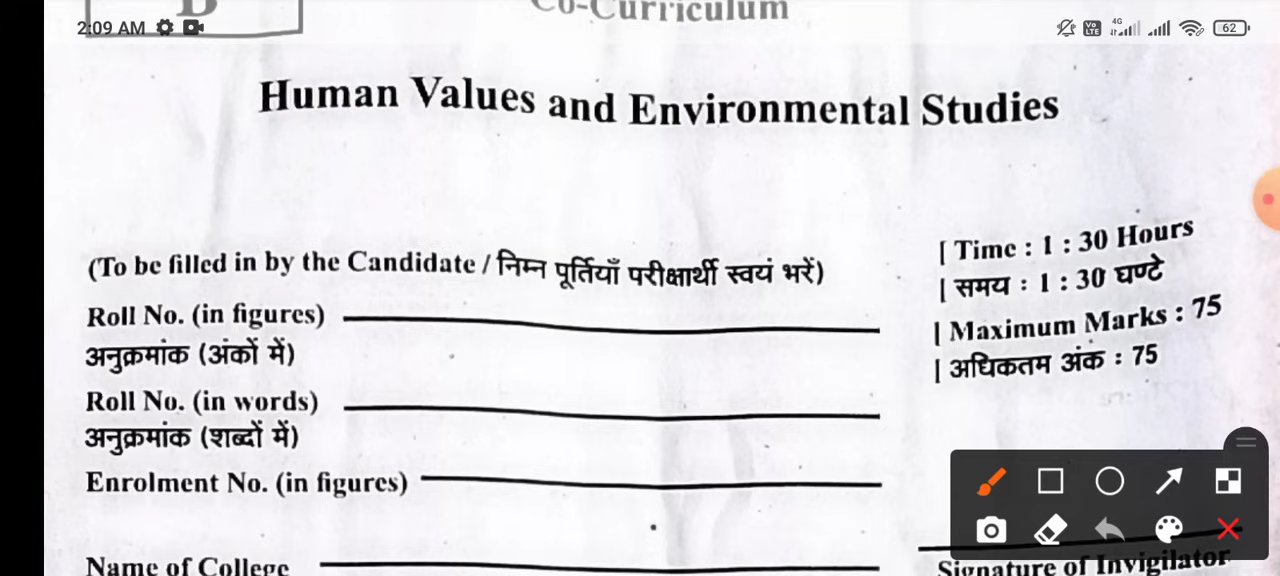 Co-Curriculum
2:09 AM
4G
Vo LTE
62
Human Values and Environmental Studies
(To be filled in by the Candidate / निम्न पूर्तियाँ परीक्षार्थी स्वयं भरें)
Roll No. (in figures)
अनुक्रमांक (अंकों में)
Roll No. (in words)
अनुक्रमांक (शब्दों में)
Enrolment No. (in figures)
Name of College
[ Time : 1 : 30 Hours
| समय : 1 : 30 घण्टे
| Maximum Marks : 75
| अधिकतम अंक : 75
Signature of Invigilator